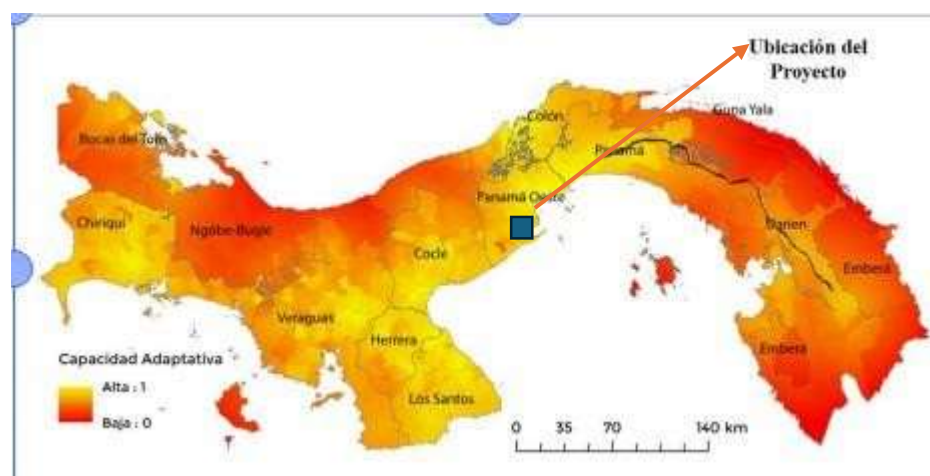 Ubicación del
Proyecto
Guna Yala
Colón
Bocas del Toro
Panamá
Panamá Oeste
Chiriquí
Ngöbe-Buglé
Darien
Coclé
Emberá
Veraguas
Herrera
Emberá
Capacidad Adaptativa
Alta : 1
Los Santos
Baja : 0
0 35 70 140 km